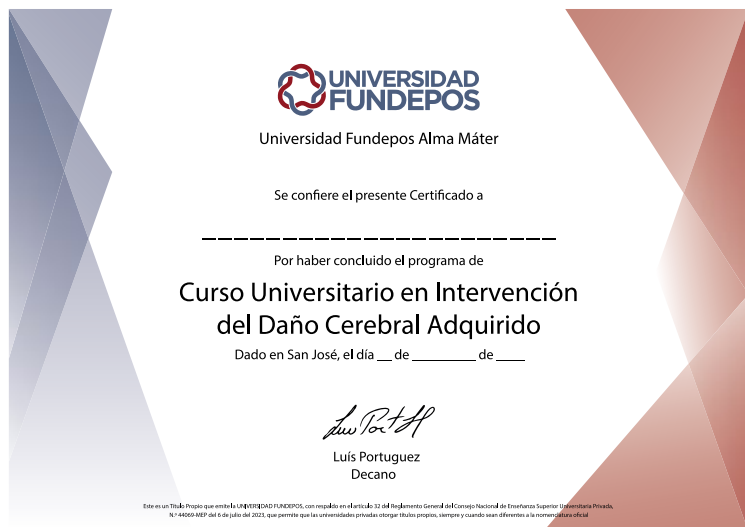 UNIVERSIDAD
FUNDEPOS
Universidad Fundepos Alma Máter
Se confiere el presente Certificado a
Por haber concluido el programa de
Curso Universitario en Intervención
del Daño Cerebral Adquirido
Dado en San José, el día __ de ________ de ____
Luís Portuguez
Decano
Este es un Título Propio que emite la UNIVERSIDAD FUNDEPOS, con respaldo en el artículo 32 del Reglamento General del Consejo Nacional de Enseñanza Superior Universitaria Privada,
N.º 44069-MEP del 6 de julio del 2023, que permite que las universidades privadas otorgar títulos propios, siempre y cuando sean diferentes a la nomenclatura oficial